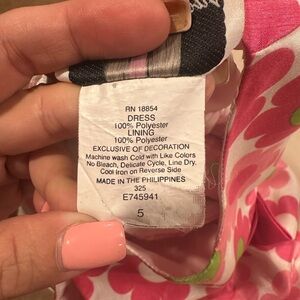 RN 18854
DRESS
100% Polyester
LINING
100% Polyester
EXCLUSIVE OF DECORATION
Machine wash Cold with Like Colors
No Bleach, Delicate Cycle, Line Dry.
Cool Iron on Reverse Side
MADE IN THE PHILIPPINES
325
E745941
5